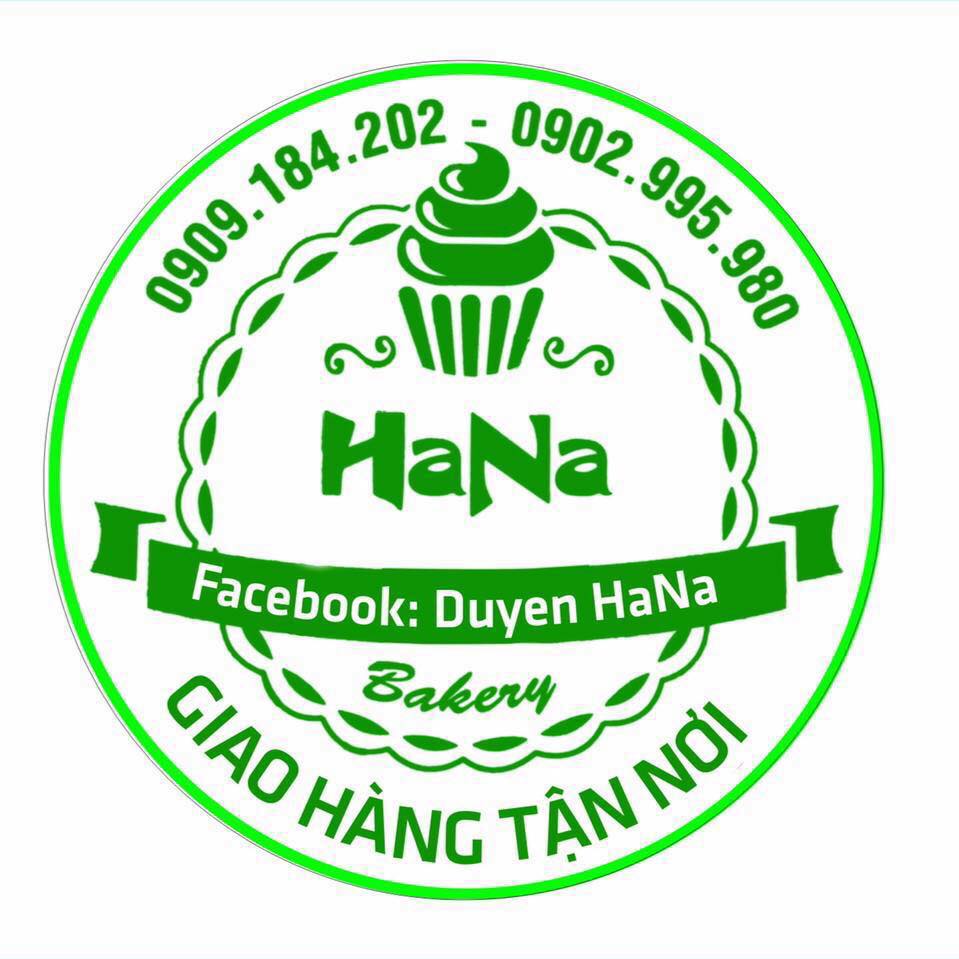 0909.184.202 - 0902.995.980
HaNa
Facebook: Duyen HaNa
Bakery
GIAO HÀNG TẬN NƠI